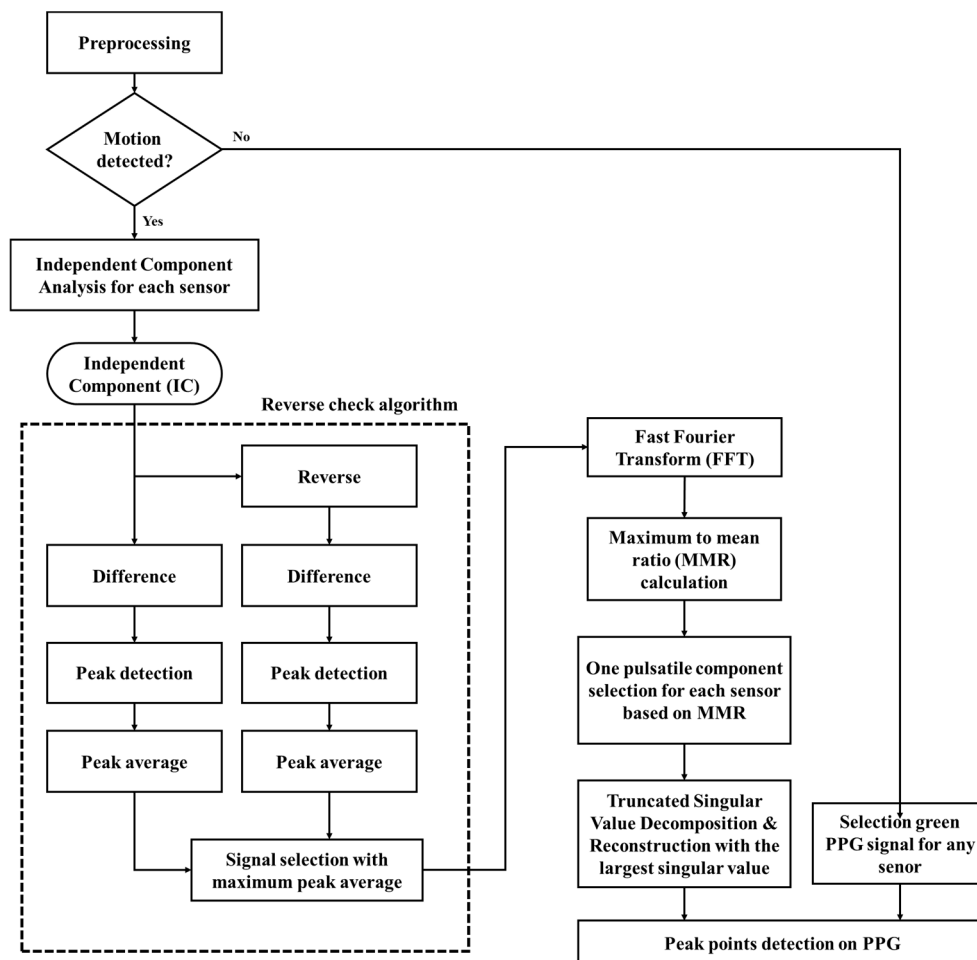 Preprocessing
Motion
detected?
No
Yes
Independent Component
Analysis for each sensor
Independent
Component (IC)
Reverse check algorithm
Reverse
Difference
Difference
Peak detection
Peak detection
Peak average
Peak average
Signal selection with
maximum peak average
Fast Fourier
Transform (FFT)
Maximum to mean
ratio (MMR)
calculation
One pulsatile component
selection for each sensor
based on MMR
Truncated Singular
Value Decomposition &
Reconstruction with the
largest singular value
Selection green
PPG signal for any
senor
Peak points detection on PPG